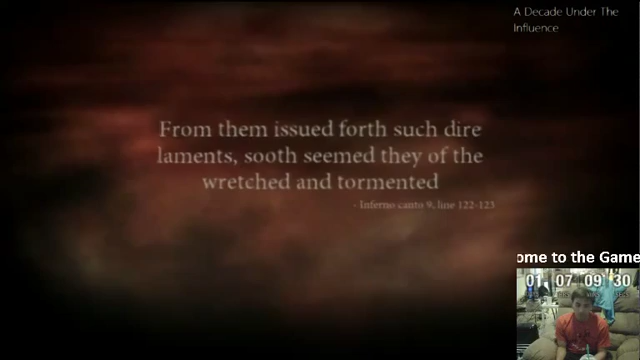 A Decade Under The
Influence
From them issued forth such dire
laments, sooth seemed they of the
wretched and tormented
- Inferno canto 9, line 122-123
ome to the Game
01 07 09 30